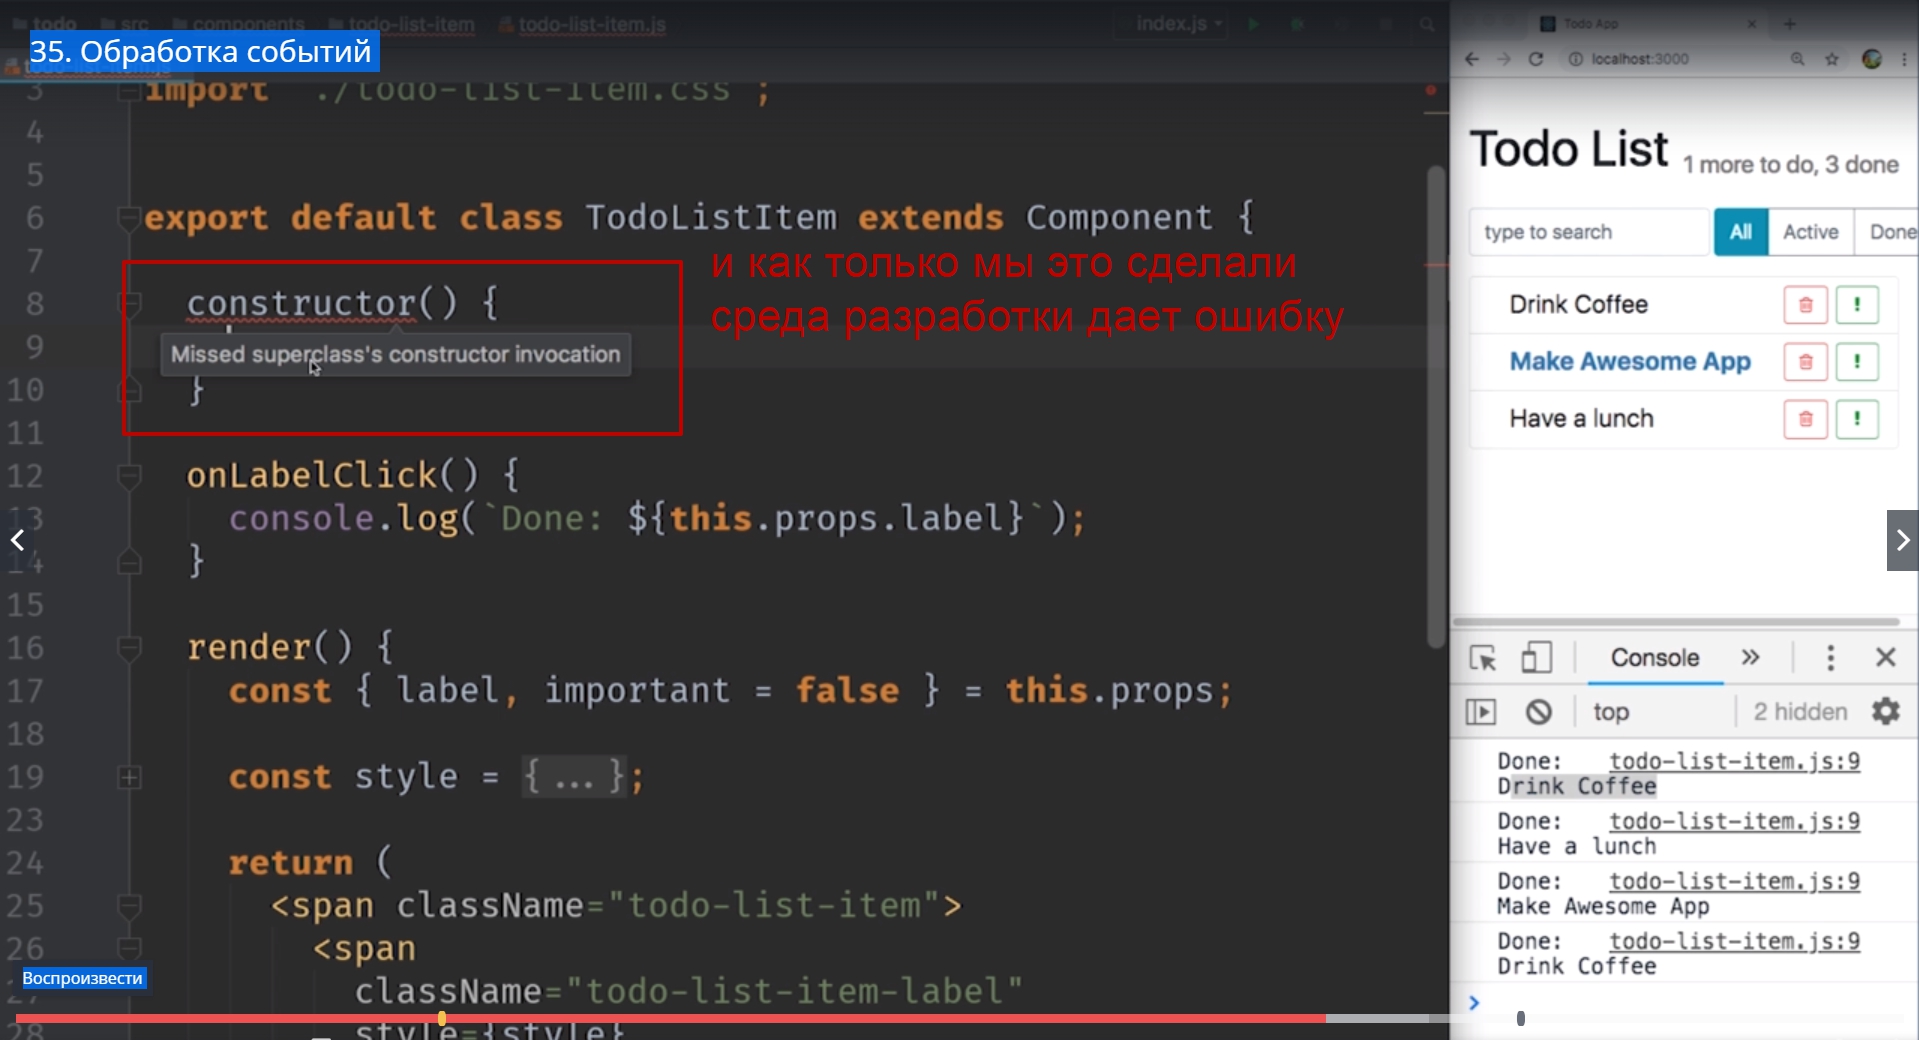 todo src components todo-list-item todo-list-item.js index.js
35. Обработка событий
3 import './todo-list-item.css';
4
5
6 export default class TodoListItem extends Component {
7
и как только мы это сделали
8 constructor() {
среда разработки дает ошибку
9
Missed superclass's constructor invocation
10 }
11
12 onLabelClick() {
13 console.log(`Done: ${this.props.label}`);
14 }
15
16 render() {
17 const { label, important = false } = this.props;
18
19 const style = {...};
23
24 return (
25 <span className="todo-list-item">
26 <span
Воспроизвести
27 className="todo-list-item-label"
28 style={style}
Todo App
localhost:3000
Todo List 1 more to do, 3 done
type to search All Active Done
Drink Coffee
Make Awesome App
Have a lunch
Console
top 2 hidden
Done: todo-list-item.js:9
Drink Coffee
Done: todo-list-item.js:9
Have a lunch
Done: todo-list-item.js:9
Make Awesome App
Done: todo-list-item.js:9
Drink Coffee